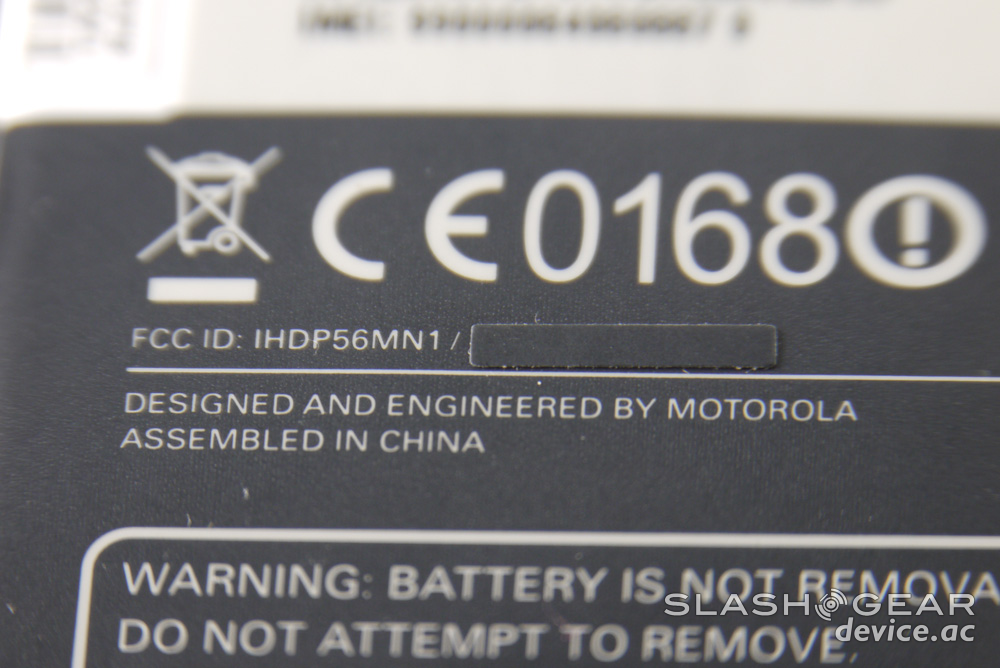 IMEI:
CE0168
FCC ID: IHDP56MN1 /
DESIGNED AND ENGINEERED BY MOTOROLA
ASSEMBLED IN CHINA
WARNING: BATTERY IS NOT REMOVA
DO NOT ATTEMPT TO REMOVE.
SLASHGEAR
device.ac